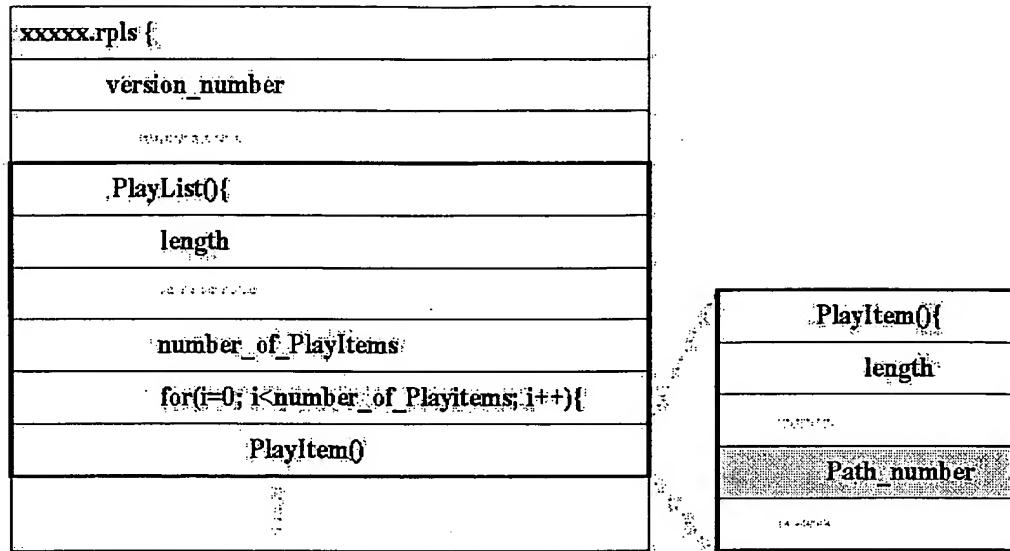 xxxxx.rpls {
version_number
PlayList(){
length
number_of_PlayItems
for(i=0; i<number_of_Playitems; i++){
PlayItem()
PlayItem(){
length
Path_number